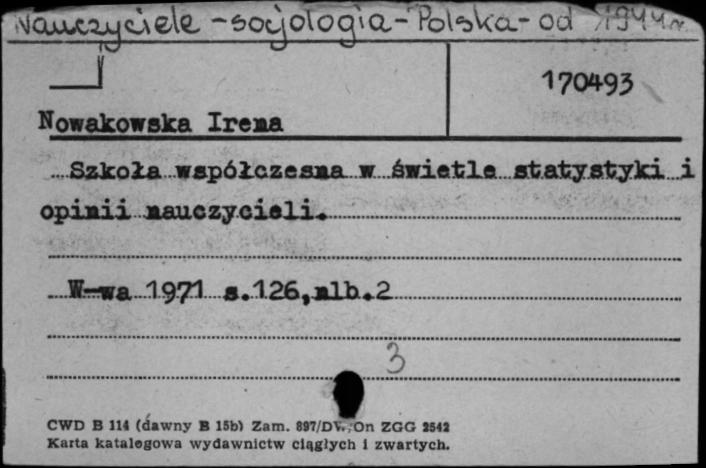 Nauczyciele - socjologia - Polska - od 1944 r.
170493
Nowakowska Irena
Szkoła współczesna w świetle statystyki i
opinii nauczycieli.
W-wa 1971 s.126,nlb.2
3
CWD B 114 (dawny B 15b) Zam. 897/DW. On ZGG 2542
Karta katalogowa wydawnictw ciągłych i zwartych.